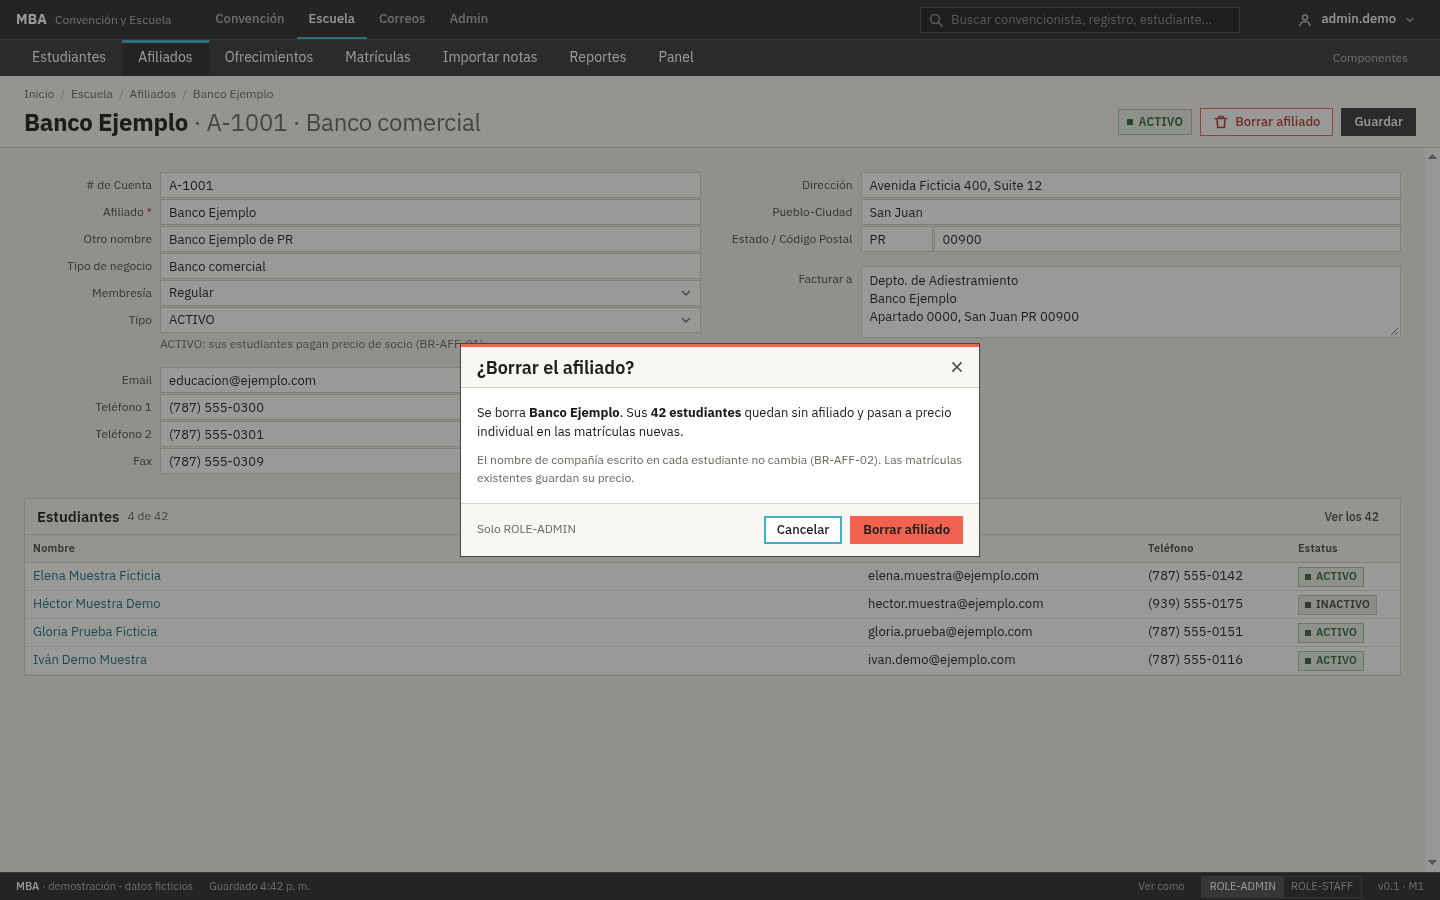 MBA Convención y Escuela Convención Escuela Correos Admin Buscar convencionista, registro, estudiante... admin.demo
Estudiantes Afiliados Ofrecimientos Matrículas Importar notas Reportes Panel Componentes
Inicio / Escuela / Afiliados / Banco Ejemplo
Banco Ejemplo · A-1001 · Banco comercial ACTIVO Borrar afiliado Guardar
# de Cuenta A-1001 Dirección Avenida Ficticia 400, Suite 12
Afiliado * Banco Ejemplo Pueblo-Ciudad San Juan
Otro nombre Banco Ejemplo de PR Estado / Código Postal PR 00900
Tipo de negocio Banco comercial
Membresía Regular Facturar a Depto. de Adiestramiento
Banco Ejemplo
Apartado 0000, San Juan PR 00900
Tipo ACTIVO
ACTIVO: sus estudiantes pagan precio de socio (BR-AFF-01)
Email educacion@ejemplo.com
Teléfono 1 (787) 555-0300
Teléfono 2 (787) 555-0301
Fax (787) 555-0309
¿Borrar el afiliado?
Se borra Banco Ejemplo. Sus 42 estudiantes quedan sin afiliado y pasan a precio
individual en las matrículas nuevas.
El nombre de compañía escrito en cada estudiante no cambia (BR-AFF-02). Las matrículas
existentes guardan su precio.
Solo ROLE-ADMIN Cancelar Borrar afiliado
Estudiantes 4 de 42 Ver los 42
Nombre Teléfono Estatus
Elena Muestra Ficticia elena.muestra@ejemplo.com (787) 555-0142 ACTIVO
Héctor Muestra Demo hector.muestra@ejemplo.com (939) 555-0175 INACTIVO
Gloria Prueba Ficticia gloria.prueba@ejemplo.com (787) 555-0151 ACTIVO
Iván Demo Muestra ivan.demo@ejemplo.com (787) 555-0116 ACTIVO
MBA · demostración · datos ficticios Guardado 4:42 p. m. Ver como ROLE-ADMIN ROLE-STAFF v0.1 · M1